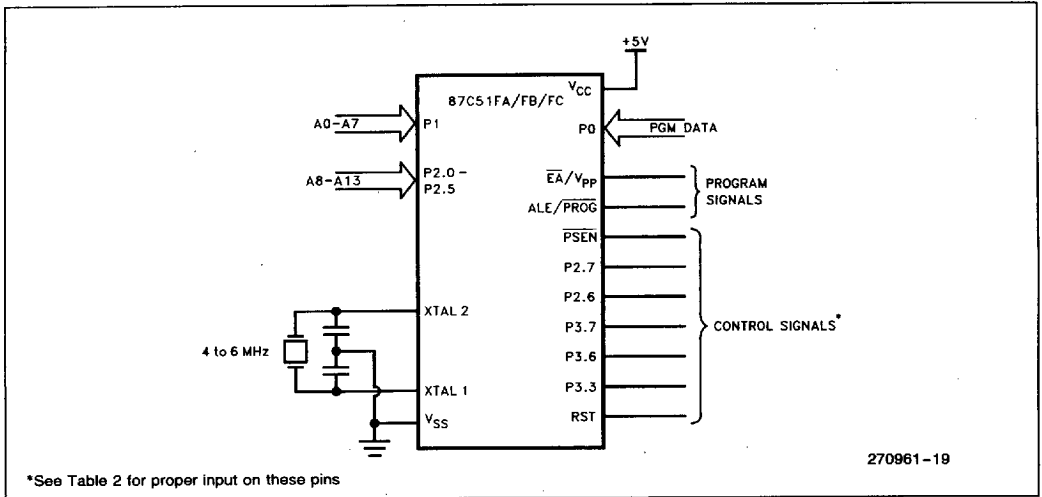 +5V
87C51FA/FB/FC
VCC
A0-A7
P1
P0
PGM DATA
A8-A13
P2.0-
P2.5
EA/VPP
ALE/PROG
PROGRAM
SIGNALS
PSEN
P2.7
P2.6
P3.7
P3.6
P3.3
RST
CONTROL SIGNALS*
XTAL 2
4 to 6 MHz
XTAL 1
VSS
270961-19
*See Table 2 for proper input on these pins